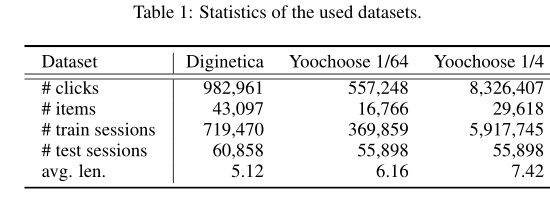 Table 1: Statistics of the used datasets.
Dataset Diginetica Yoochoose 1/64 Yoochoose 1/4
# clicks 982,961 557,248 8,326,407
# items 43,097 16,766 29,618
# train sessions 719,470 369,859 5,917,745
# test sessions 60,858 55,898 55,898
avg. len. 5.12 6.16 7.42